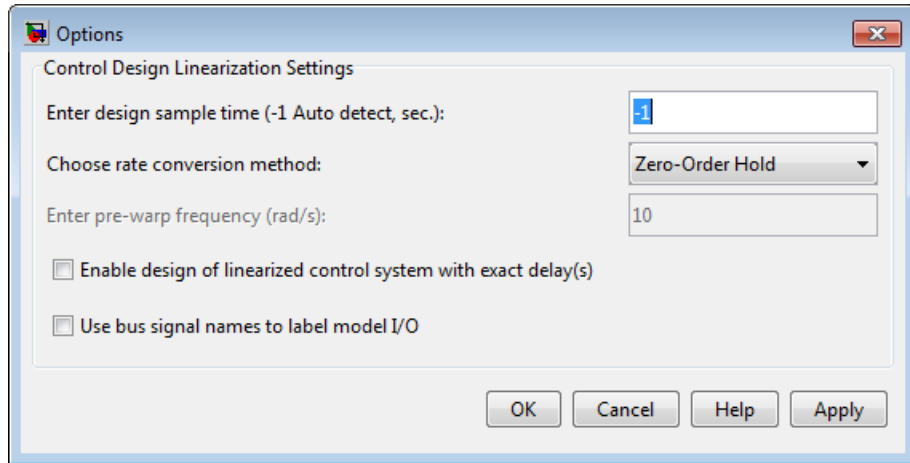 Options
Control Design Linearization Settings
Enter design sample time (-1 Auto detect, sec.): -1
Choose rate conversion method: Zero-Order Hold
Enter pre-warp frequency (rad/s): 10
Enable design of linearized control system with exact delay(s)
Use bus signal names to label model I/O
OK Cancel Help Apply